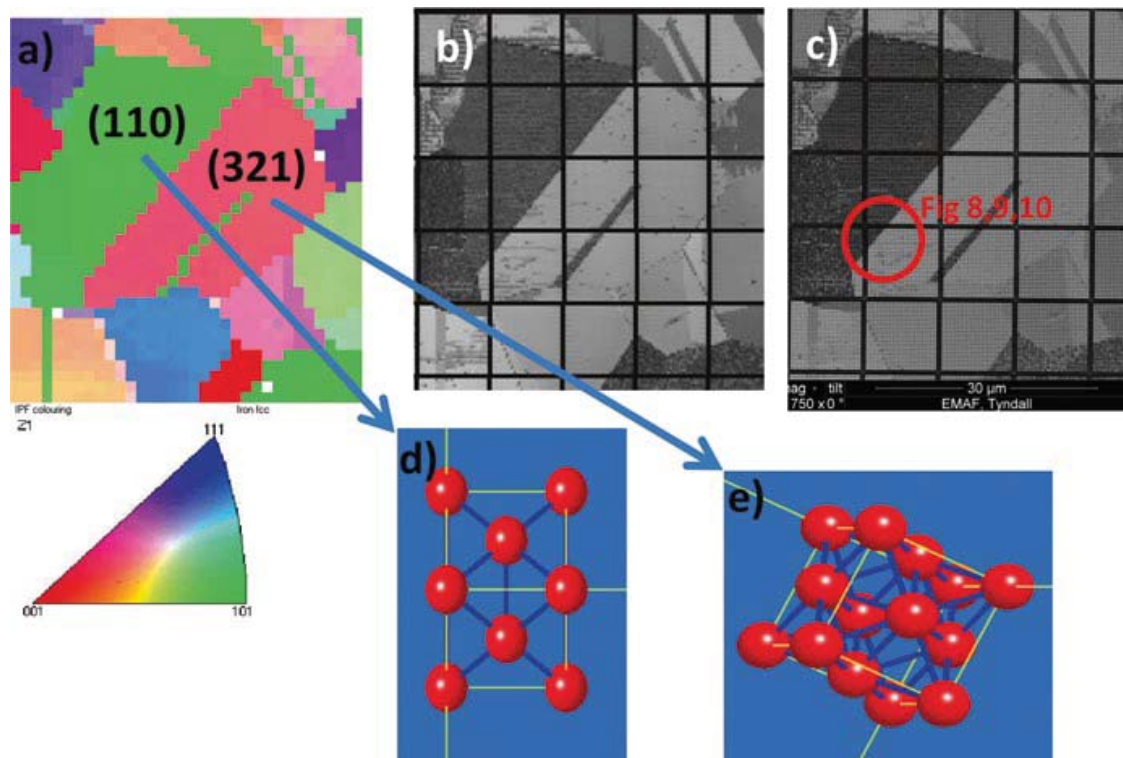 a)
(110)
(321)
b)
c)
Fig 8,9,10
mag tilt 30 µm
750 x 0 ° EMAF, Tyndall
IPF colouring Iron fcc
Z1
111
001 101
d)
e)